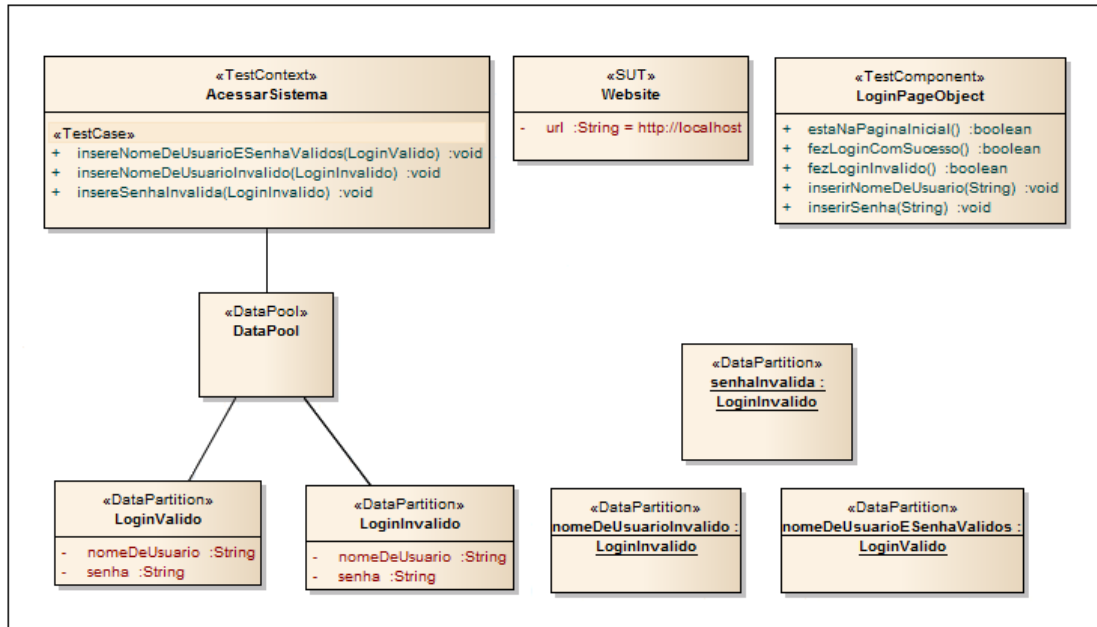 «TestContext»
AcessarSistema
«TestCase»
+ insereNomeDeUsuarioESenhaValidos(LoginValido) :void
+ insereNomeDeUsuarioInvalido(LoginInvalido) :void
+ insereSenhaInvalida(LoginInvalido) :void
«SUT»
Website
- url :String = http://localhost
«TestComponent»
LoginPageObject
+ estaNaPaginaInicial() :boolean
+ fezLoginComSucesso() :boolean
+ fezLoginInvalido() :boolean
+ inserirNomeDeUsuario(String) :void
+ inserirSenha(String) :void
«DataPool»
DataPool
«DataPartition»
senhaInvalida :
LoginInvalido
«DataPartition»
LoginValido
- nomeDeUsuario :String
- senha :String
«DataPartition»
LoginInvalido
- nomeDeUsuario :String
- senha :String
«DataPartition»
nomeDeUsuarioInvalido :
LoginInvalido
«DataPartition»
nomeDeUsuarioESenhaValidos :
LoginValido